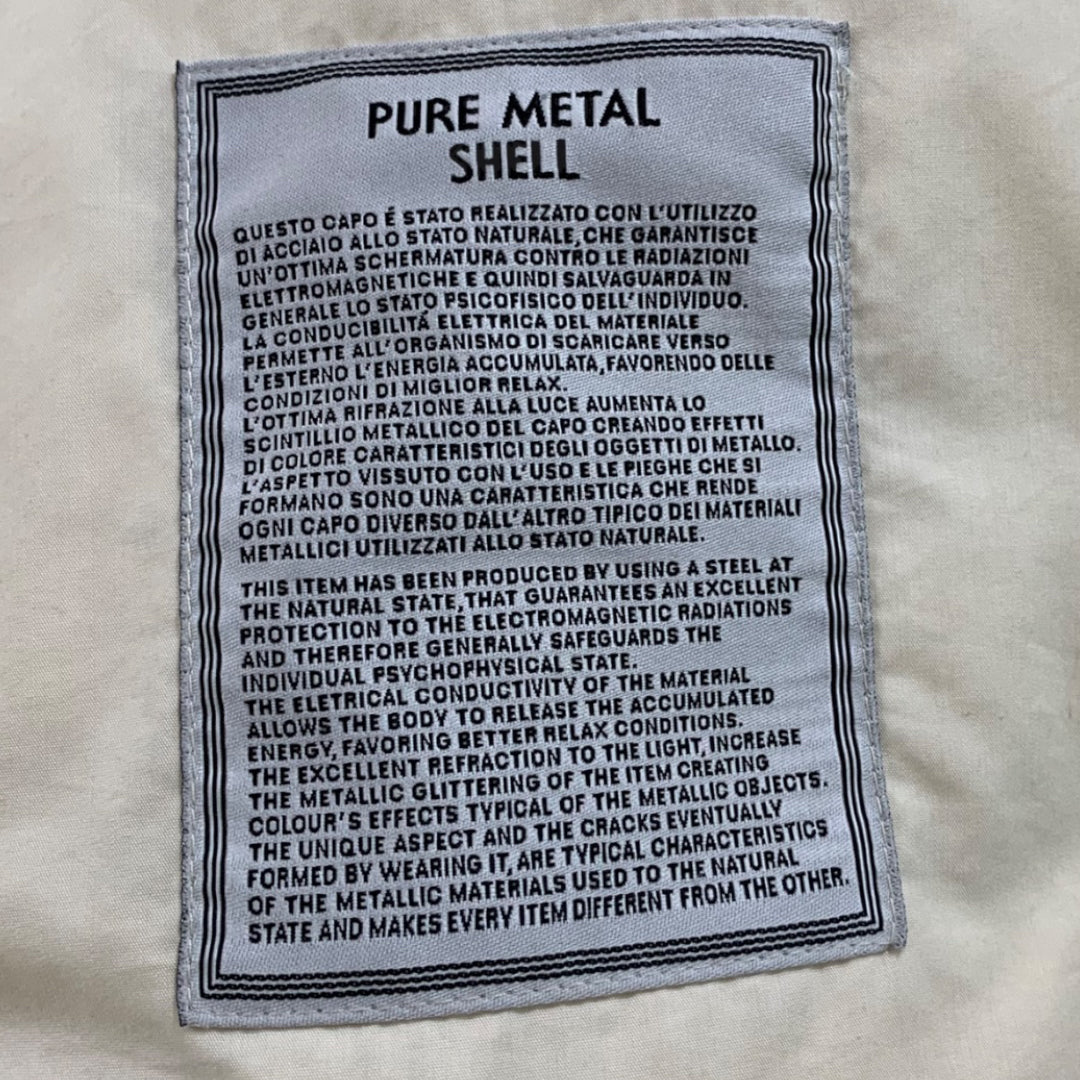 PURE METAL
SHELL
QUESTO CAPO É STATO REALIZZATO CON L'UTILIZZO
DI ACCIAIO ALLO STATO NATURALE, CHE GARANTISCE
UN'OTTIMA SCHERMATURA CONTRO LE RADIAZIONI
ELETTROMAGNETICHE E QUINDI SALVAGUARDA IN
GENERALE LO STATO PSICOFISICO DELL'INDIVIDUO.
LA CONDUCIBILITÁ ELETTRICA DEL MATERIALE
PERMETTE ALL'ORGANISMO DI SCARICARE VERSO
L'ESTERNO L'ENERGIA ACCUMULATA, FAVORENDO DELLE
CONDIZIONI DI MIGLIOR RELAX.
L'OTTIMA RIFRAZIONE ALLA LUCE AUMENTA LO
SCINTILLIO METALLICO DEL CAPO CREANDO EFFETTI
DI COLORE CARATTERISTICI DEGLI OGGETTI DI METALLO.
L'ASPETTO VISSUTO CON L'USO E LE PIEGHE CHE SI
FORMANO SONO UNA CARATTERISTICA CHE RENDE
OGNI CAPO DIVERSO DALL'ALTRO TIPICO DEI MATERIALI
METALLICI UTILIZZATI ALLO STATO NATURALE.
THIS ITEM HAS BEEN PRODUCED BY USING A STEEL AT
THE NATURAL STATE, THAT GUARANTEES AN EXCELLENT
PROTECTION TO THE ELECTROMAGNETIC RADIATIONS
AND THEREFORE GENERALLY SAFEGUARDS THE
INDIVIDUAL PSYCHOPHYSICAL STATE.
THE ELETRICAL CONDUCTIVITY OF THE MATERIAL
ALLOWS THE BODY TO RELEASE THE ACCUMULATED
ENERGY, FAVORING BETTER RELAX CONDITIONS.
THE EXCELLENT REFRACTION TO THE LIGHT, INCREASE
THE METALLIC GLITTERING OF THE ITEM CREATING
COLOUR'S EFFECTS TYPICAL OF THE METALLIC OBJECTS.
THE UNIQUE ASPECT AND THE CRACKS EVENTUALLY
FORMED BY WEARING IT, ARE TYPICAL CHARACTERISTICS
OF THE METALLIC MATERIALS USED TO THE NATURAL
STATE AND MAKES EVERY ITEM DIFFERENT FROM THE OTHER.